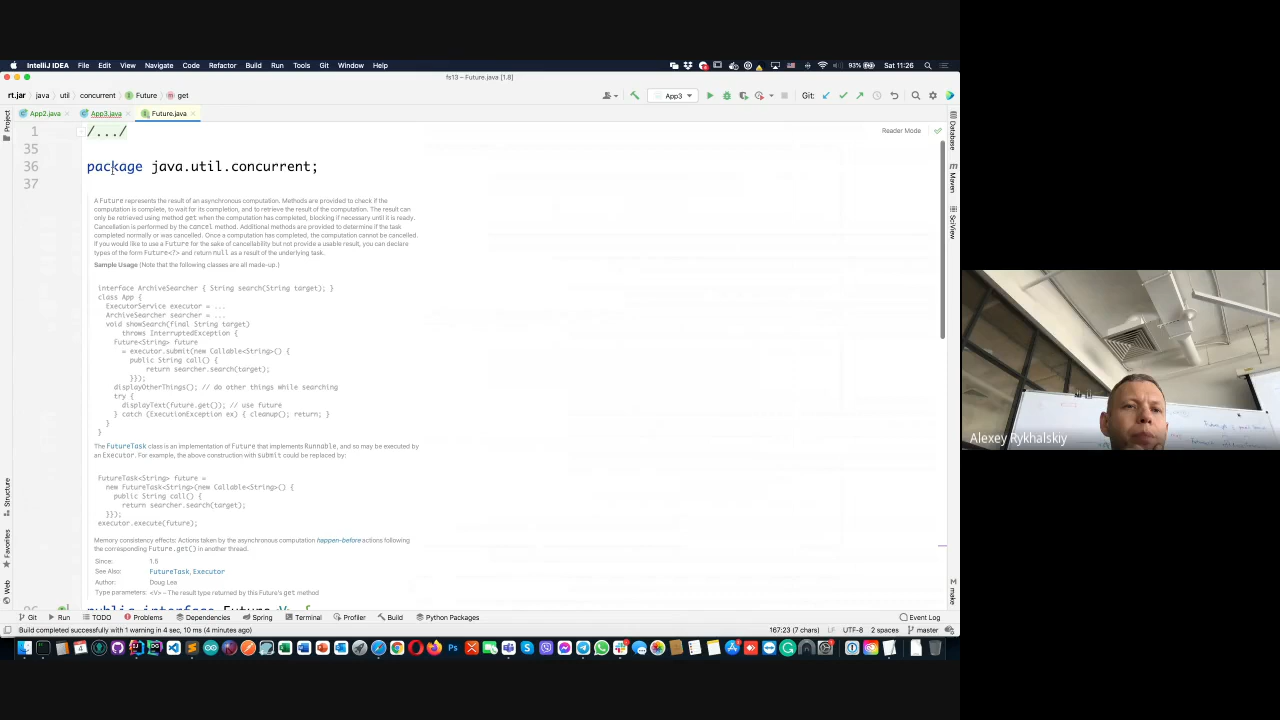 IntelliJ IDEA File Edit View Navigate Code Refactor Build Run Tools Git Window Help 93% Sat 11:26
fs13 – Future.java [1.8]
rt.jar java util concurrent Future get App3 Git:
App2.java App3.java Future.java
Project
Structure
Favorites
Web
Database
Maven
SciView
make
Reader Mode
1 /.../
35
36 package java.util.concurrent;
37
A Future represents the result of an asynchronous computation. Methods are provided to check if the
computation is complete, to wait for its completion, and to retrieve the result of the computation. The result can
only be retrieved using method get when the computation has completed, blocking if necessary until it is ready.
Cancellation is performed by the cancel method. Additional methods are provided to determine if the task
completed normally or was cancelled. Once a computation has completed, the computation cannot be cancelled.
If you would like to use a Future for the sake of cancellability but not provide a usable result, you can declare
types of the form Future<?> and return null as a result of the underlying task.
Sample Usage (Note that the following classes are all made-up.)
interface ArchiveSearcher { String search(String target); }
class App {
ExecutorService executor = ...
ArchiveSearcher searcher = ...
void showSearch(final String target)
throws InterruptedException {
Future<String> future
= executor.submit(new Callable<String>() {
public String call() {
return searcher.search(target);
}});
displayOtherThings(); // do other things while searching
try {
displayText(future.get()); // use future
} catch (ExecutionException ex) { cleanup(); return; }
}
}
The FutureTask class is an implementation of Future that implements Runnable, and so may be executed by
an Executor. For example, the above construction with submit could be replaced by:
FutureTask<String> future =
new FutureTask<String>(new Callable<String>() {
public String call() {
return searcher.search(target);
}});
executor.execute(future);
Memory consistency effects: Actions taken by the asynchronous computation happen-before actions following
the corresponding Future.get() in another thread.
Since: 1.5
See Also: FutureTask, Executor
Author: Doug Lea
Type parameters: <V> – The result type returned by this Future's get method
96 public interface Future<V> {
Git Run TODO Problems Dependencies Spring Terminal Profiler Build Python Packages Event Log
Build completed successfully with 1 warning in 4 sec, 10 ms (4 minutes ago) 167:23 (7 chars) LF UTF-8 2 spaces master
Alexey Rykhalskiy